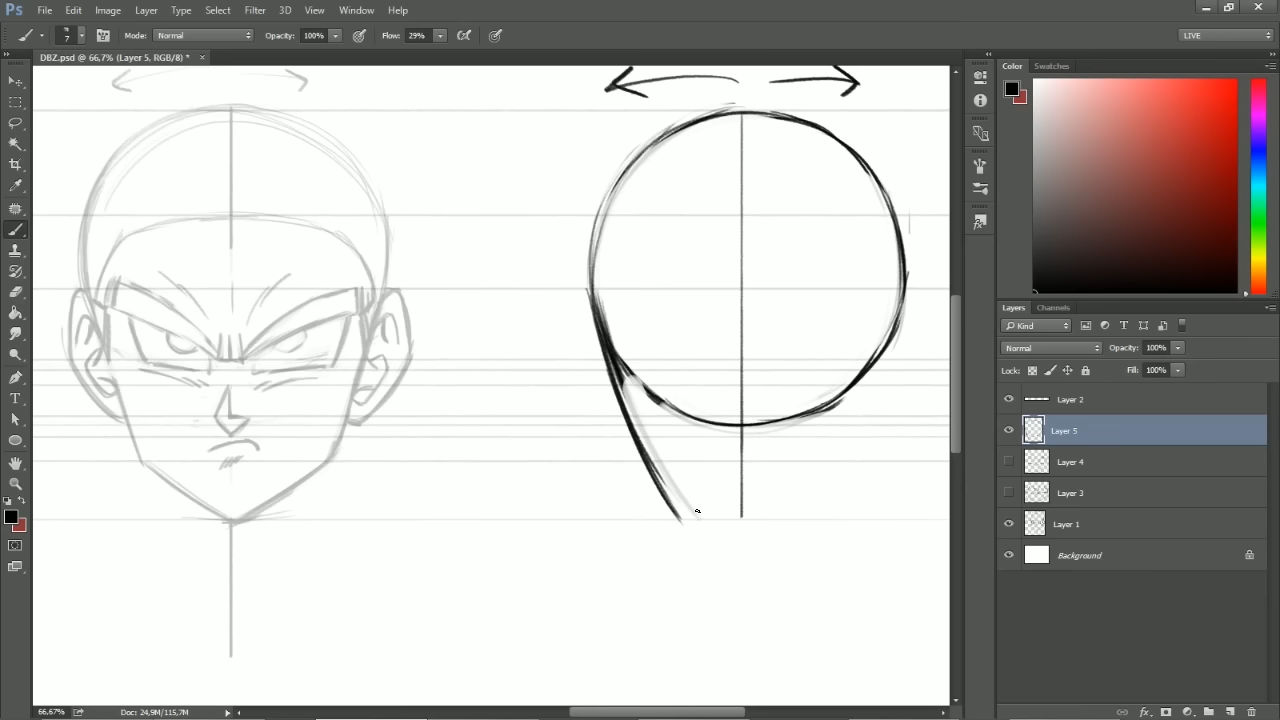 Ps File Edit Image Layer Type Select Filter 3D View Window Help
7 Mode: Normal Opacity: 100% Flow: 29% LIVE
DBZ.psd @ 66,7% (Layer 5, RGB/8) * ×
Color Swatches
Layers Channels
Kind
Normal Opacity: 100%
Lock: Fill: 100%
Layer 2
Layer 5
Layer 4
Layer 3
Layer 1
Background
66,67% Doc: 24,9M/115,7M